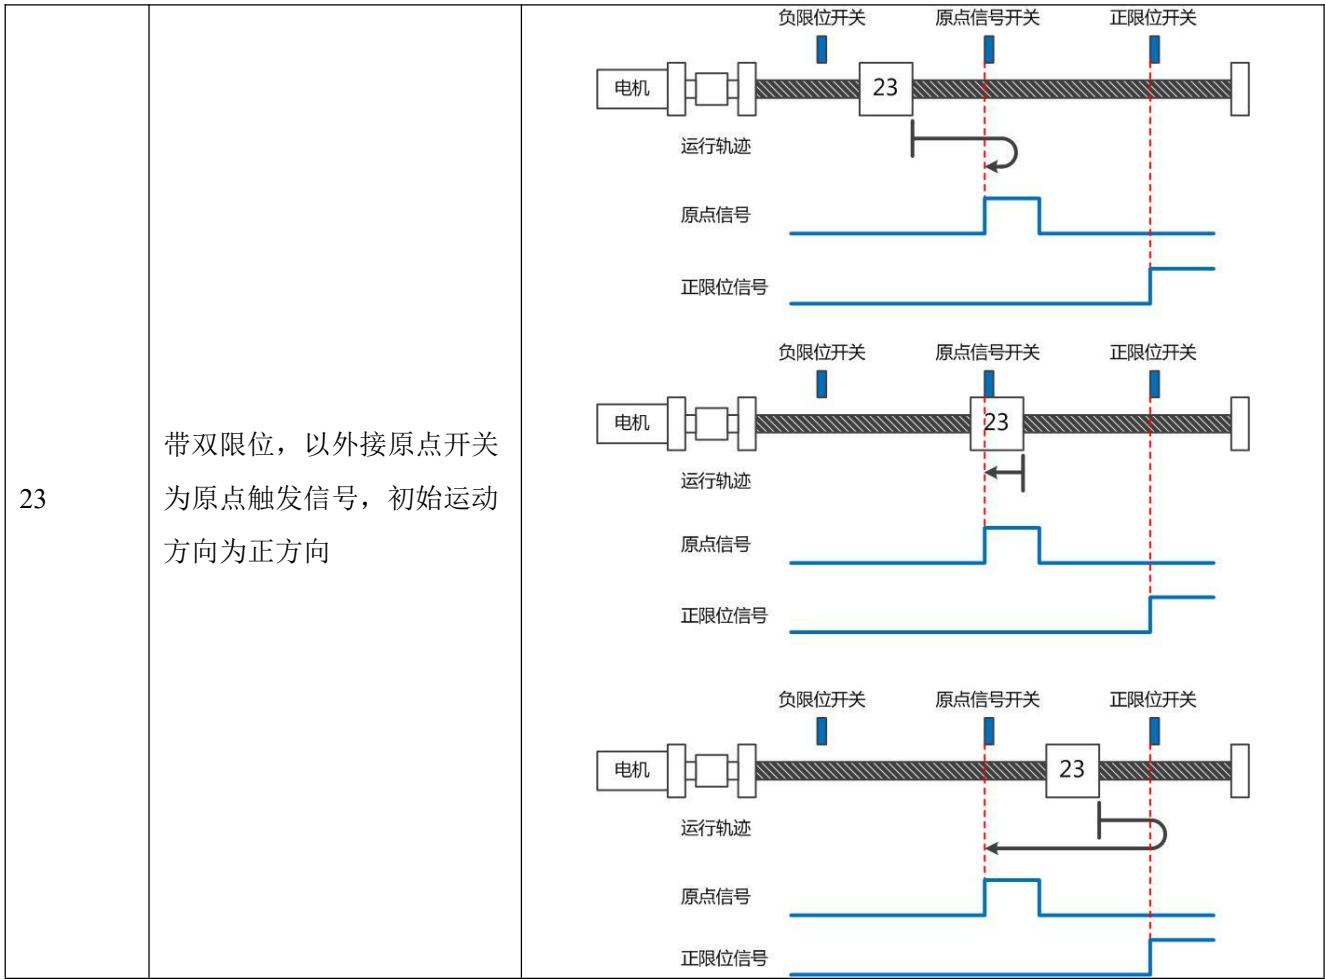 23
带双限位，以外接原点开关
为原点触发信号，初始运动
方向为正方向
负限位开关 原点信号开关 正限位开关
电机 23
运行轨迹
原点信号
正限位信号
负限位开关 原点信号开关 正限位开关
电机 23
运行轨迹
原点信号
正限位信号
负限位开关 原点信号开关 正限位开关
电机 23
运行轨迹
原点信号
正限位信号